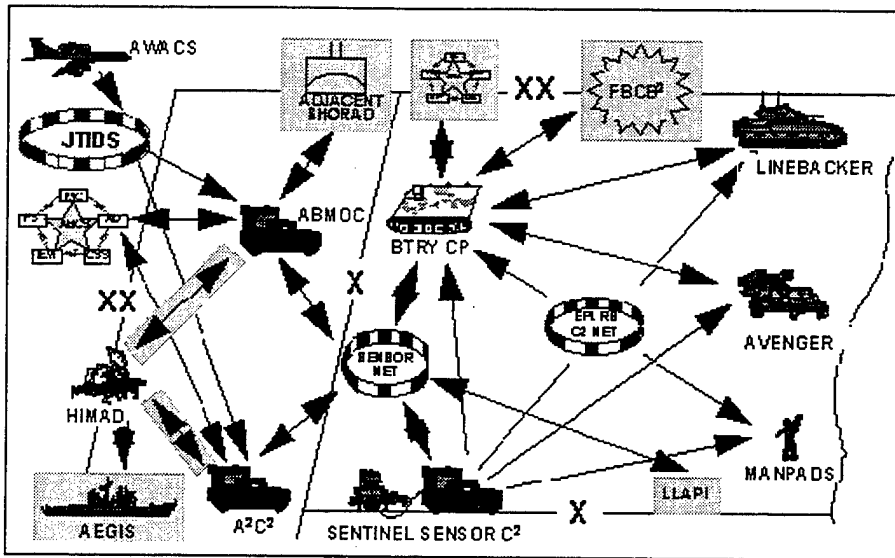 AWACS
JTIDS
ADJACENT
SHORAD
XX
FBCB²
LINEBACKER
ABMOC
BTRY CP
X
XX
CSS
SENSOR
NET
EPLRS
C2 NET
AVENGER
HIMAD
MANPADS
LLAPI
AEGIS
A²C²
SENTINEL SENSOR C²
X